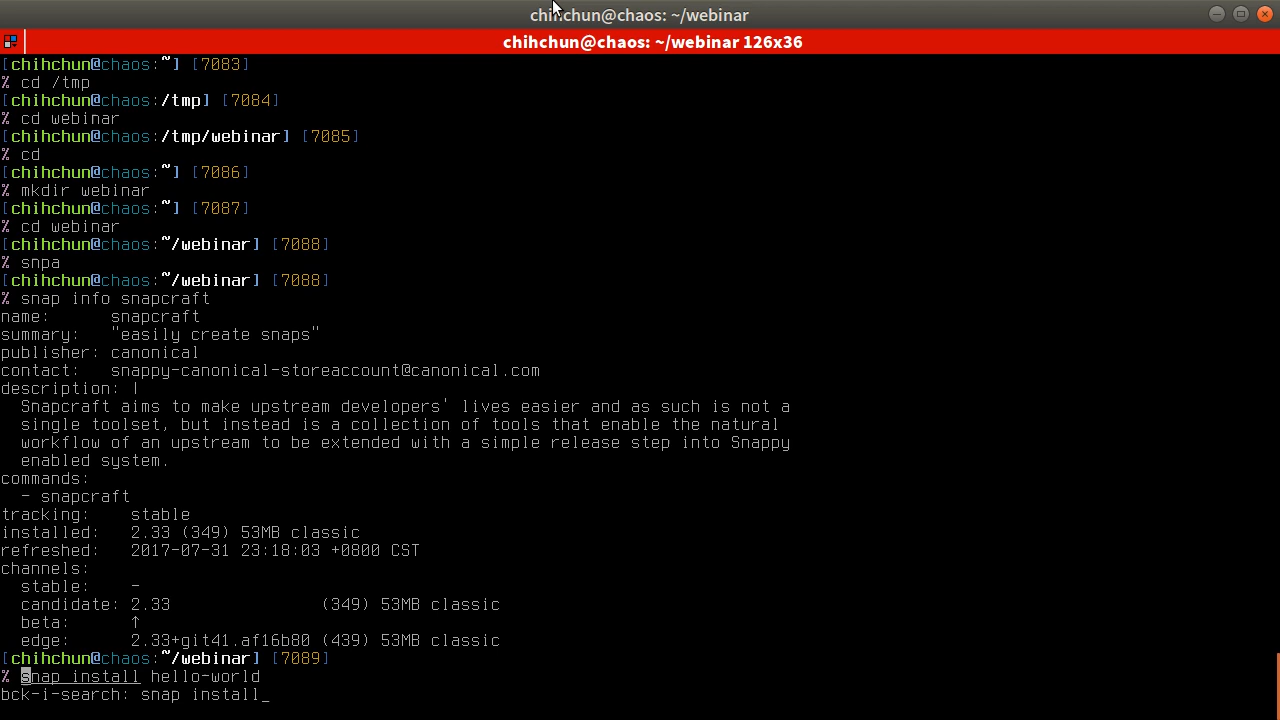 chihchun@chaos: ~/webinar
chihchun@chaos: ~/webinar 126x36
[chihchun@chaos:~] [7083]
% cd /tmp
[chihchun@chaos:/tmp] [7084]
% cd webinar
[chihchun@chaos:/tmp/webinar] [7085]
% cd
[chihchun@chaos:~] [7086]
% mkdir webinar
[chihchun@chaos:~] [7087]
% cd webinar
[chihchun@chaos:~/webinar] [7088]
% snpa
[chihchun@chaos:~/webinar] [7088]
% snap info snapcraft
name:      snapcraft
summary:   "easily create snaps"
publisher: canonical
contact:   snappy-canonical-storeaccount@canonical.com
description: |
  Snapcraft aims to make upstream developers' lives easier and as such is not a
  single toolset, but instead is a collection of tools that enable the natural
  workflow of an upstream to be extended with a simple release step into Snappy
  enabled system.
commands:
  - snapcraft
tracking:    stable
installed:   2.33 (349) 53MB classic
refreshed:   2017-07-31 23:18:03 +0800 CST
channels:
  stable:    -
  candidate: 2.33               (349) 53MB classic
  beta:      ↑
  edge:      2.33+git41.af16b80 (439) 53MB classic
[chihchun@chaos:~/webinar] [7089]
% snap install hello-world
bck-i-search: snap install_